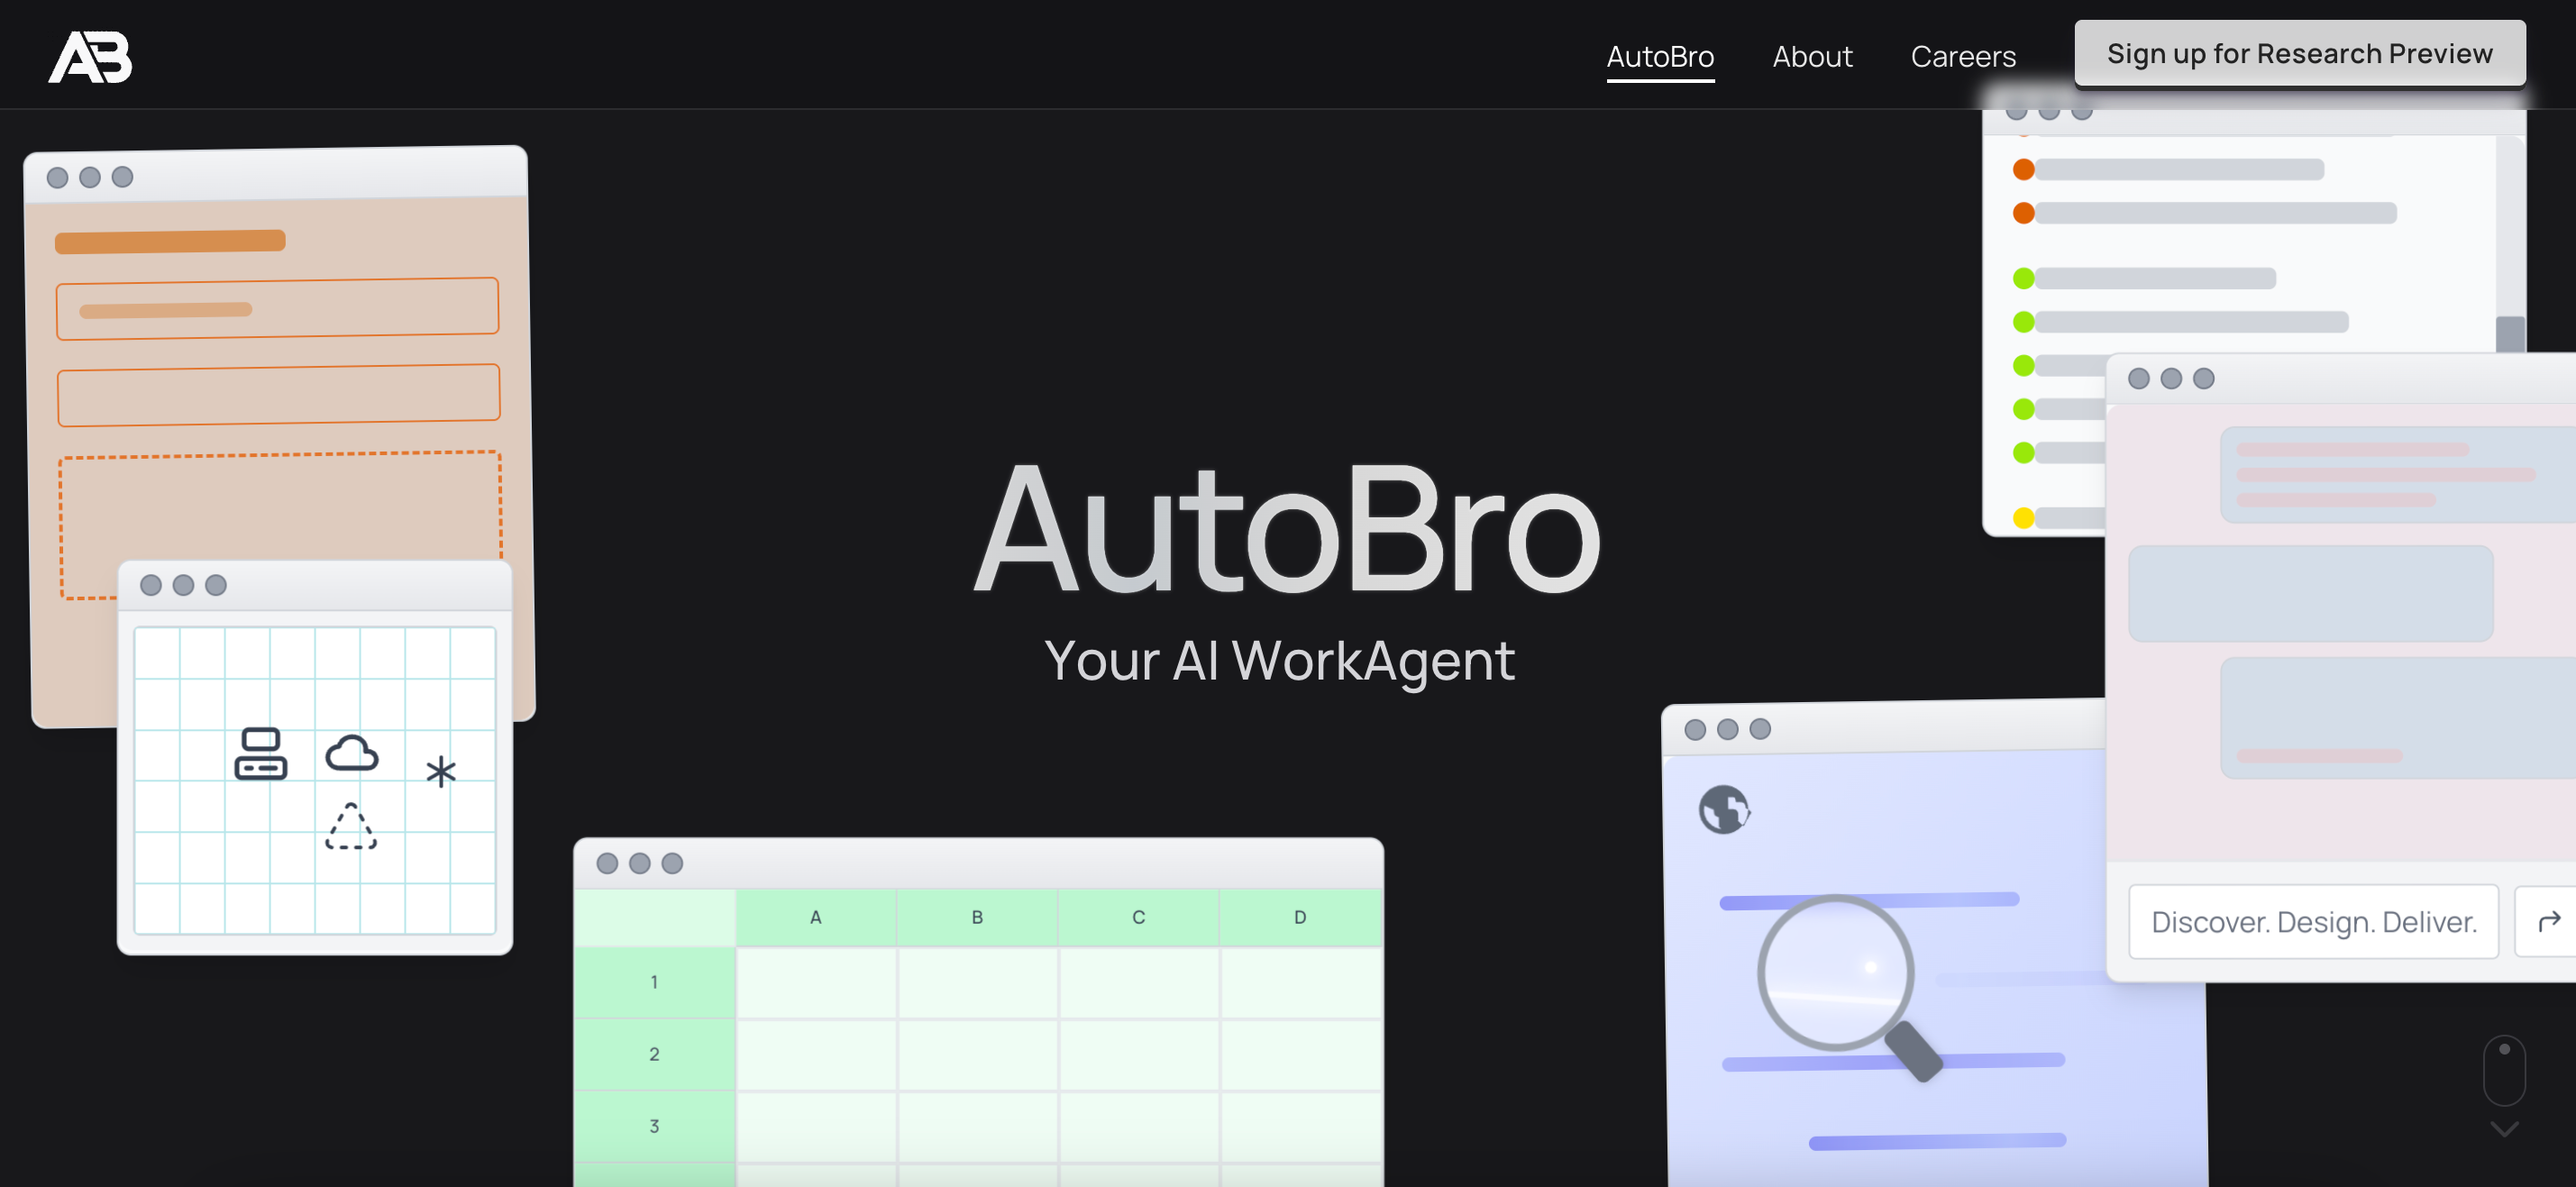 AB
AutoBro
About
Careers
Sign up for Research Preview
AutoBro
Your AI WorkAgent
A B C D
1
2
3
Discover. Design. Deliver.